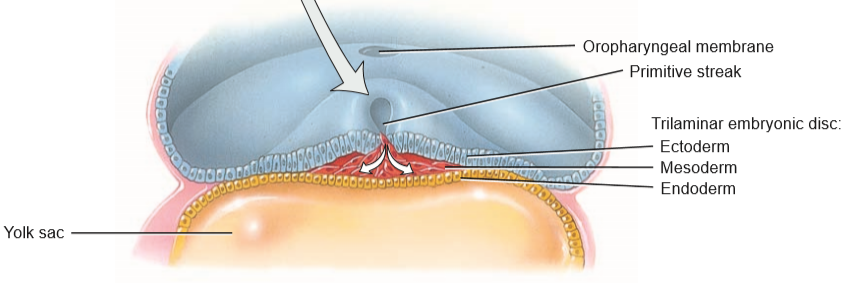 Oropharyngeal membrane
Primitive streak
Trilaminar embryonic disc:
Ectoderm
Mesoderm
Endoderm
Yolk sac